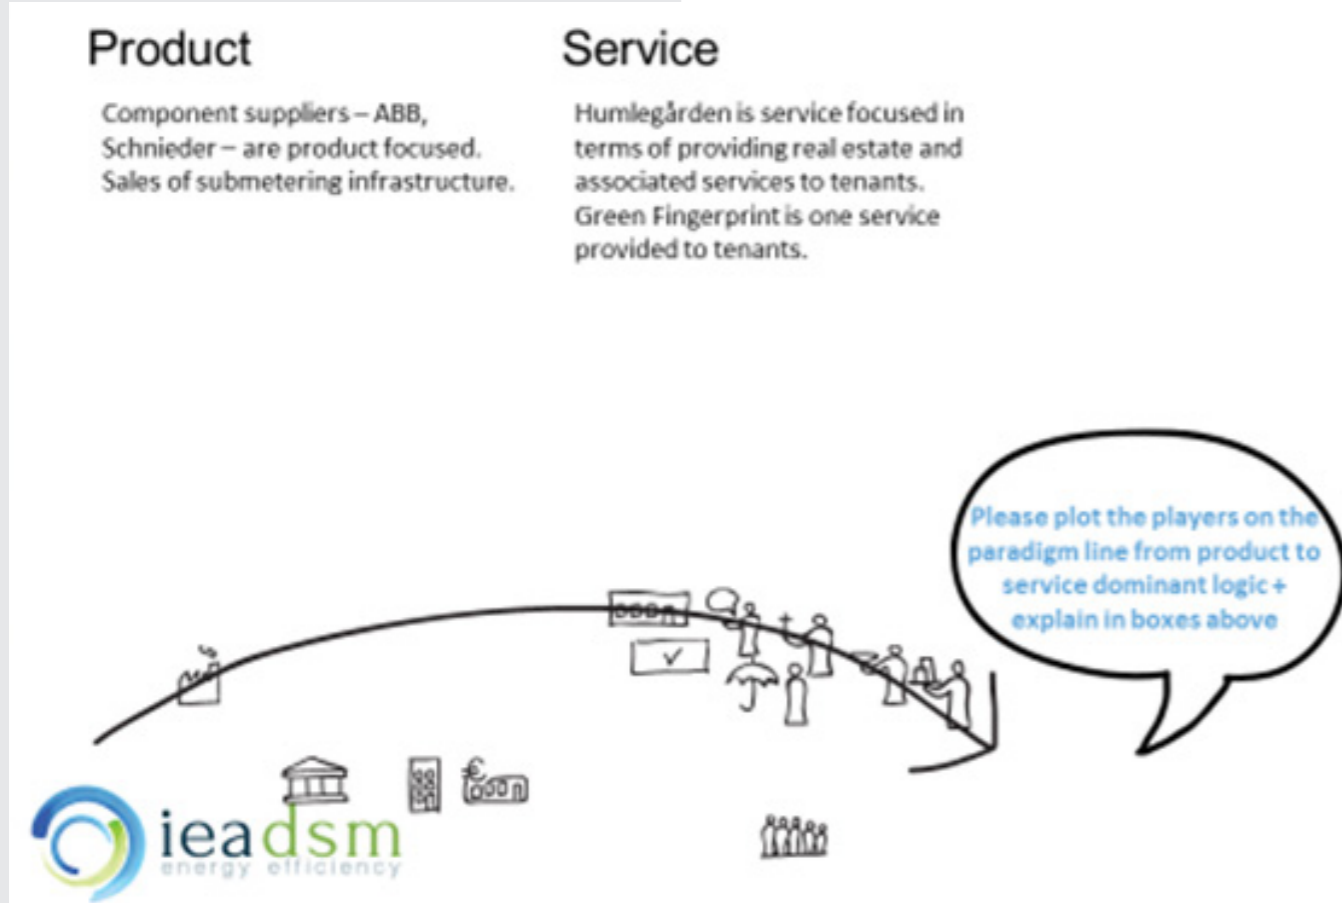 Product
Component suppliers – ABB,
Schnieder – are product focused.
Sales of submetering infrastructure.
Service
Humlegården is service focused in
terms of providing real estate and
associated services to tenants.
Green Fingerprint is one service
provided to tenants.
Please plot the players on the
paradigm line from product to
service dominant logic +
explain in boxes above
ieadsm
energy efficiency